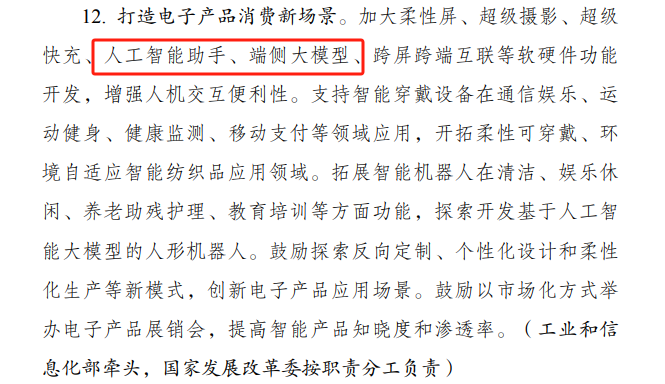 12. 打造电子产品消费新场景。加大柔性屏、超级摄影、超级
快充、人工智能助手、端侧大模型、跨屏跨端互联等软硬件功能
开发，增强人机交互便利性。支持智能穿戴设备在通信娱乐、运
动健身、健康监测、移动支付等领域应用，开拓柔性可穿戴、环
境自适应智能纺织品应用领域。拓展智能机器人在清洁、娱乐休
闲、养老助残护理、教育培训等方面功能，探索开发基于人工智
能大模型的人形机器人。鼓励探索反向定制、个性化设计和柔性
化生产等新模式，创新电子产品应用场景。鼓励以市场化方式举
办电子产品展销会，提高智能产品知晓度和渗透率。（工业和信
息化部牵头，国家发展改革委按职责分工负责）